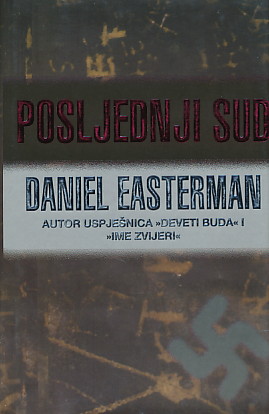 POSLJEDNJI SUD
DANIEL EASTERMAN
AUTOR USPJEŠNICA »DEVETI BUDA« I
»IME ZVIJERI«